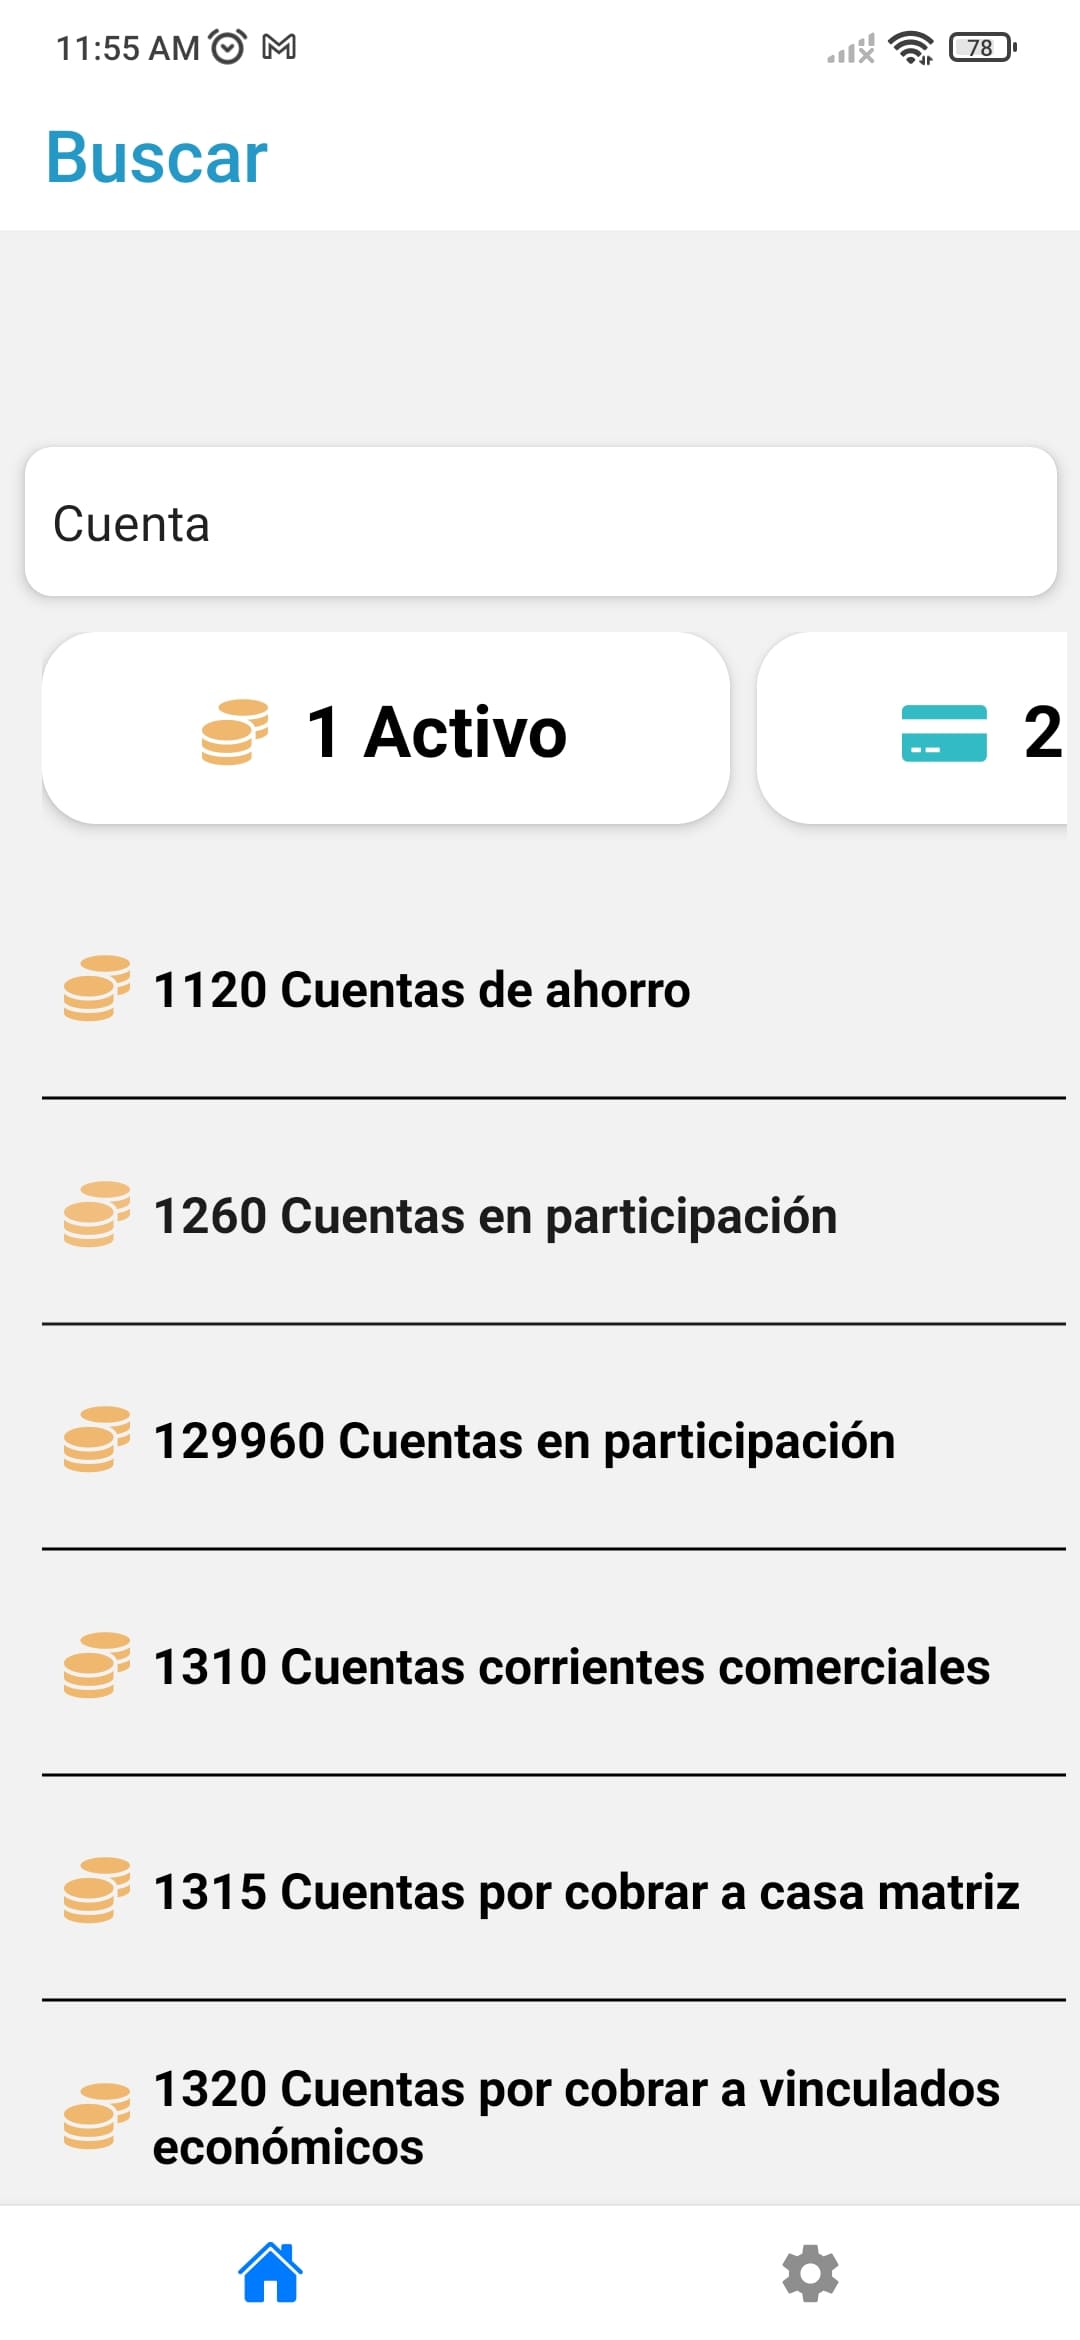 11:55 AM
78
Buscar
Cuenta
1 Activo
2
1120 Cuentas de ahorro
1260 Cuentas en participación
129960 Cuentas en participación
1310 Cuentas corrientes comerciales
1315 Cuentas por cobrar a casa matriz
1320 Cuentas por cobrar a vinculados
económicos